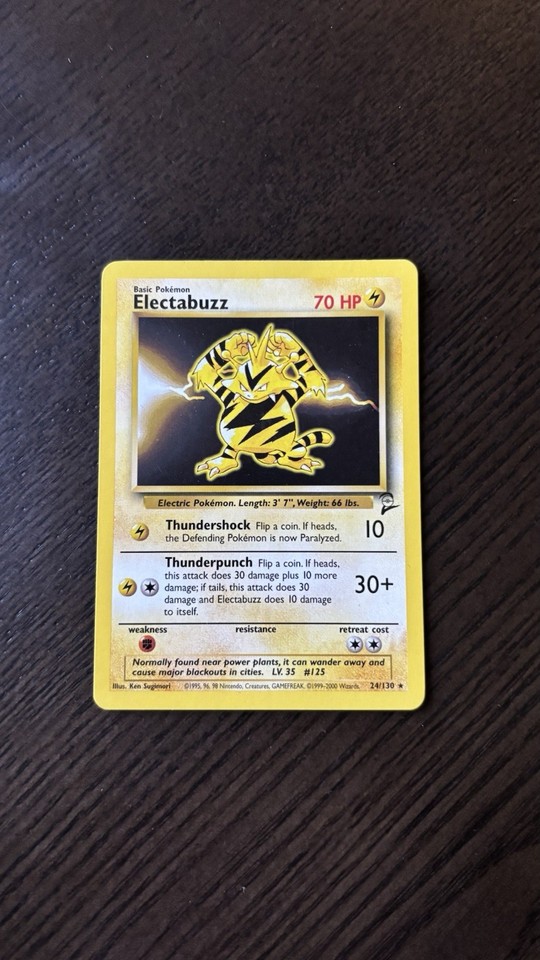 Basic Pokémon
Electabuzz 70 HP
Electric Pokémon. Length: 3' 7", Weight: 66 lbs.
Thundershock Flip a coin. If heads,
the Defending Pokémon is now Paralyzed.
10
Thunderpunch Flip a coin. If heads,
this attack does 30 damage plus 10 more
damage; if tails, this attack does 30
damage and Electabuzz does 10 damage
to itself.
30+
weakness resistance retreat cost
Normally found near power plants, it can wander away and
cause major blackouts in cities. LV. 35 #125
Illus. Ken Sugimori ©1995, 96, 98 Nintendo, Creatures, GAMEFREAK. ©1999-2000 Wizards. 24/130 ★